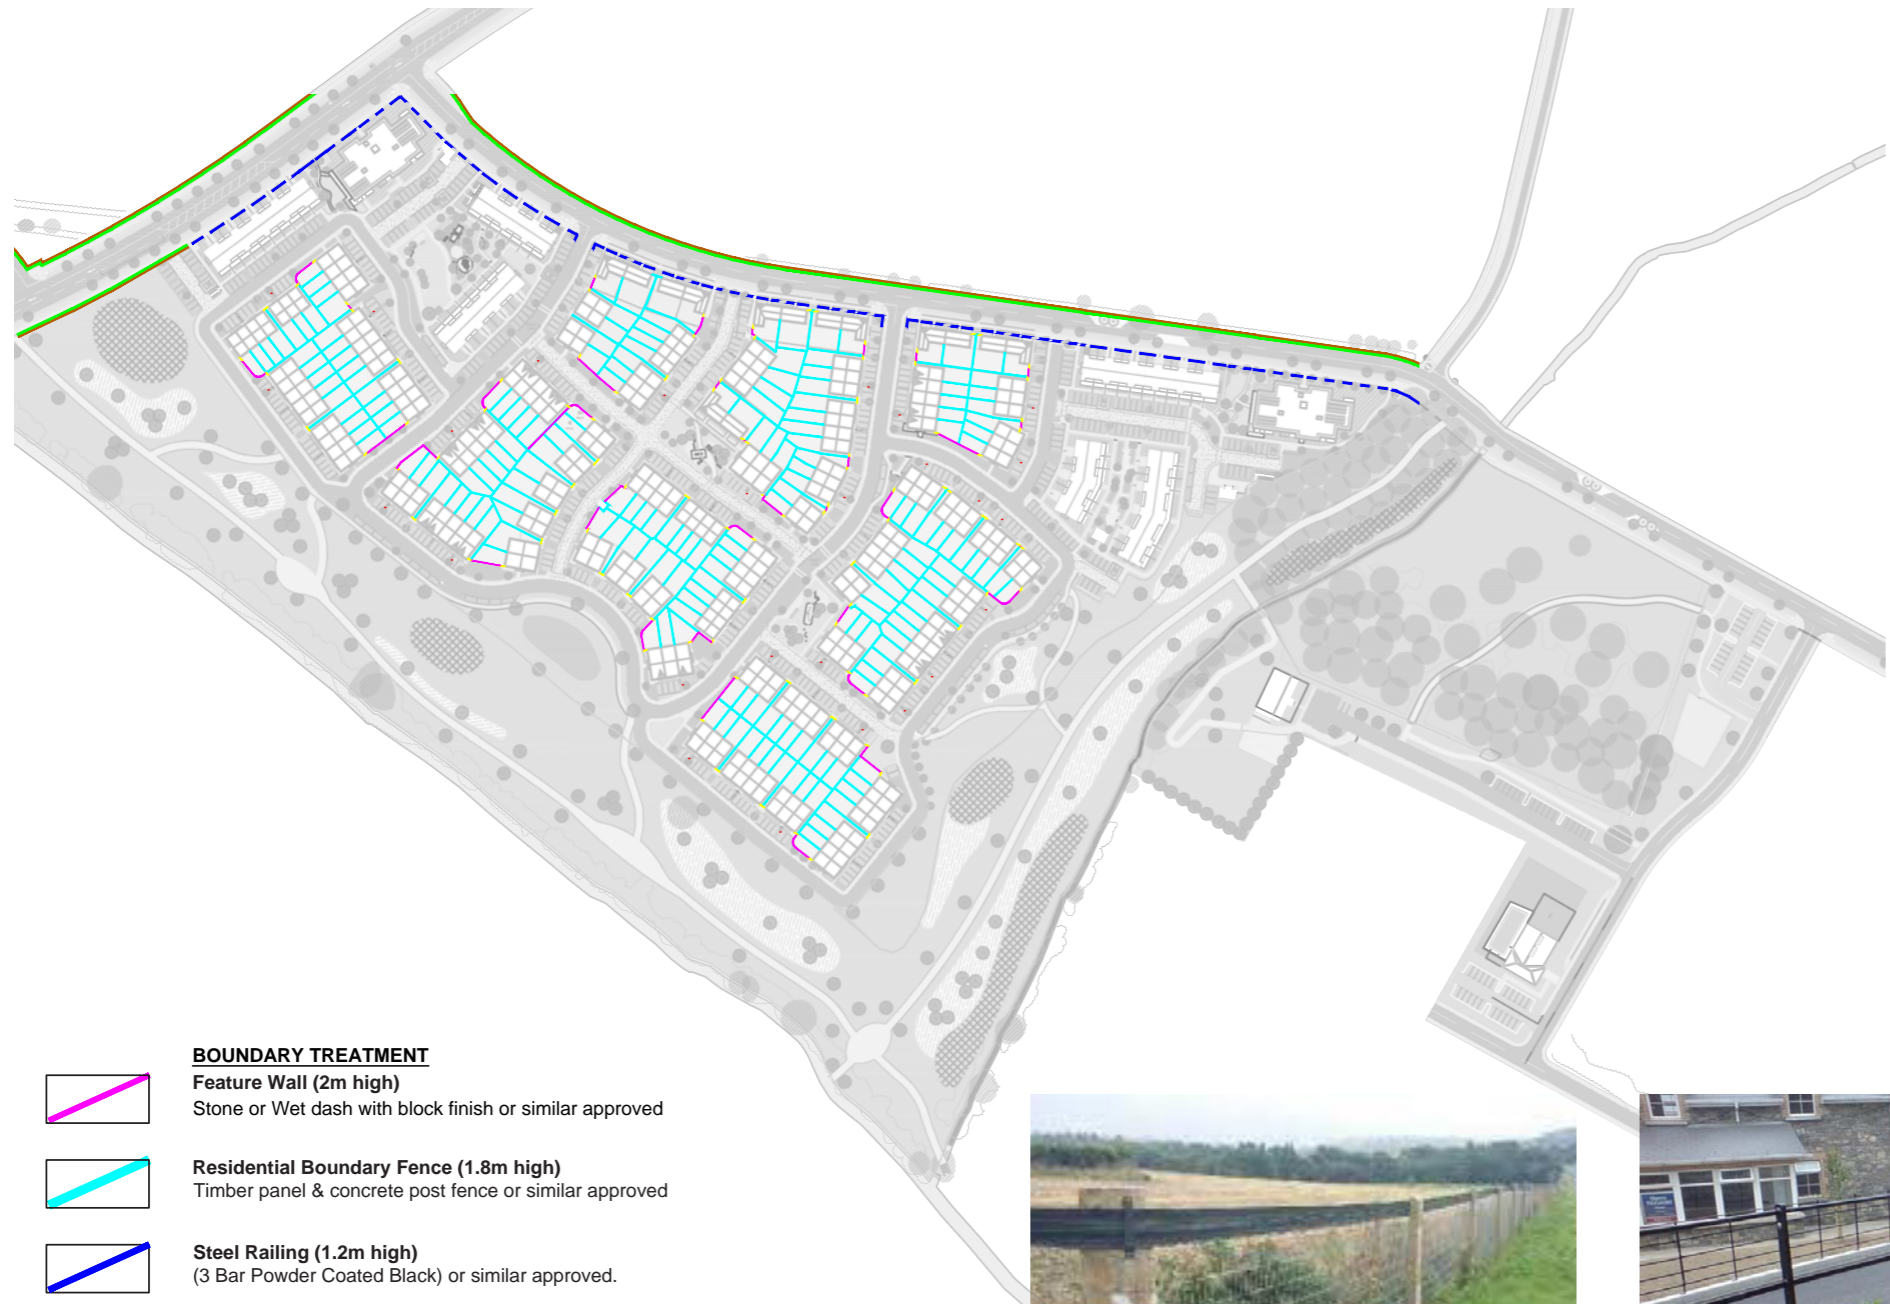 BOUNDARY TREATMENT
Feature Wall (2m high)
Stone or Wet dash with block finish or similar approved
Residential Boundary Fence (1.8m high)
Timber panel & concrete post fence or similar approved
Steel Railing (1.2m high)
(3 Bar Powder Coated Black) or similar approved.